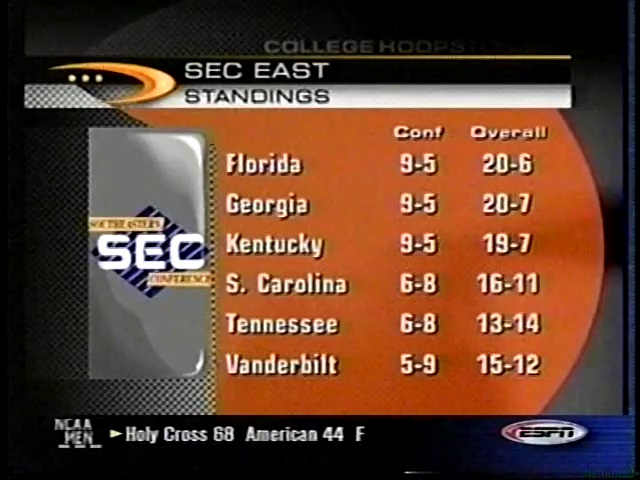 COLLEGE HOOPS
SEC EAST
STANDINGS
Conf Overall
Florida 9-5 20-6
Georgia 9-5 20-7
Kentucky 9-5 19-7
S. Carolina 6-8 16-11
Tennessee 6-8 13-14
Vanderbilt 5-9 15-12
SOUTHEASTERN
SEC
CONFERENCE
NCAA
MEN
Holy Cross 68 American 44 F
ESPN